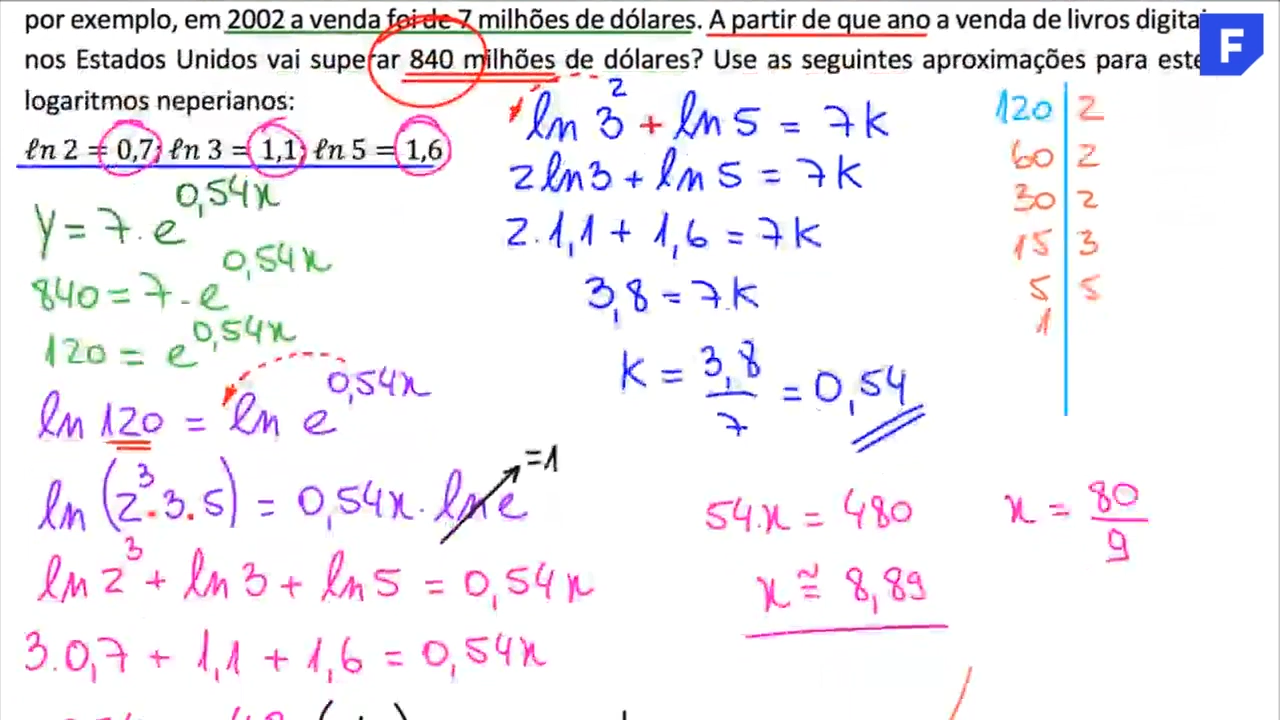 por exemplo, em 2002 a venda foi de 7 milhões de dólares. A partir de que ano a venda de livros digitai
nos Estados Unidos vai superar 840 milhões de dólares? Use as seguintes aproximações para este
logaritmos neperianos:
ℓn 2 = 0,7; ℓn 3 = 1,1; ℓn 5 = 1,6
F
y = 7·e^0,54x
840 = 7·e^0,54x
120 = e^0,54x
ln 120 = ln e^0,54x
ln (2³·3·5) = 0,54x · ln e = 1
ln 2³ + ln 3 + ln 5 = 0,54x
3·0,7 + 1,1 + 1,6 = 0,54x
ln 3² + ln 5 = 7k
2 ln 3 + ln 5 = 7k
2·1,1 + 1,6 = 7k
3,8 = 7·k
k = 3,8/7 = 0,54
120 | 2
60 | 2
30 | 2
15 | 3
5 | 5
1
54·x = 480
x ≅ 8,89
x = 80/9